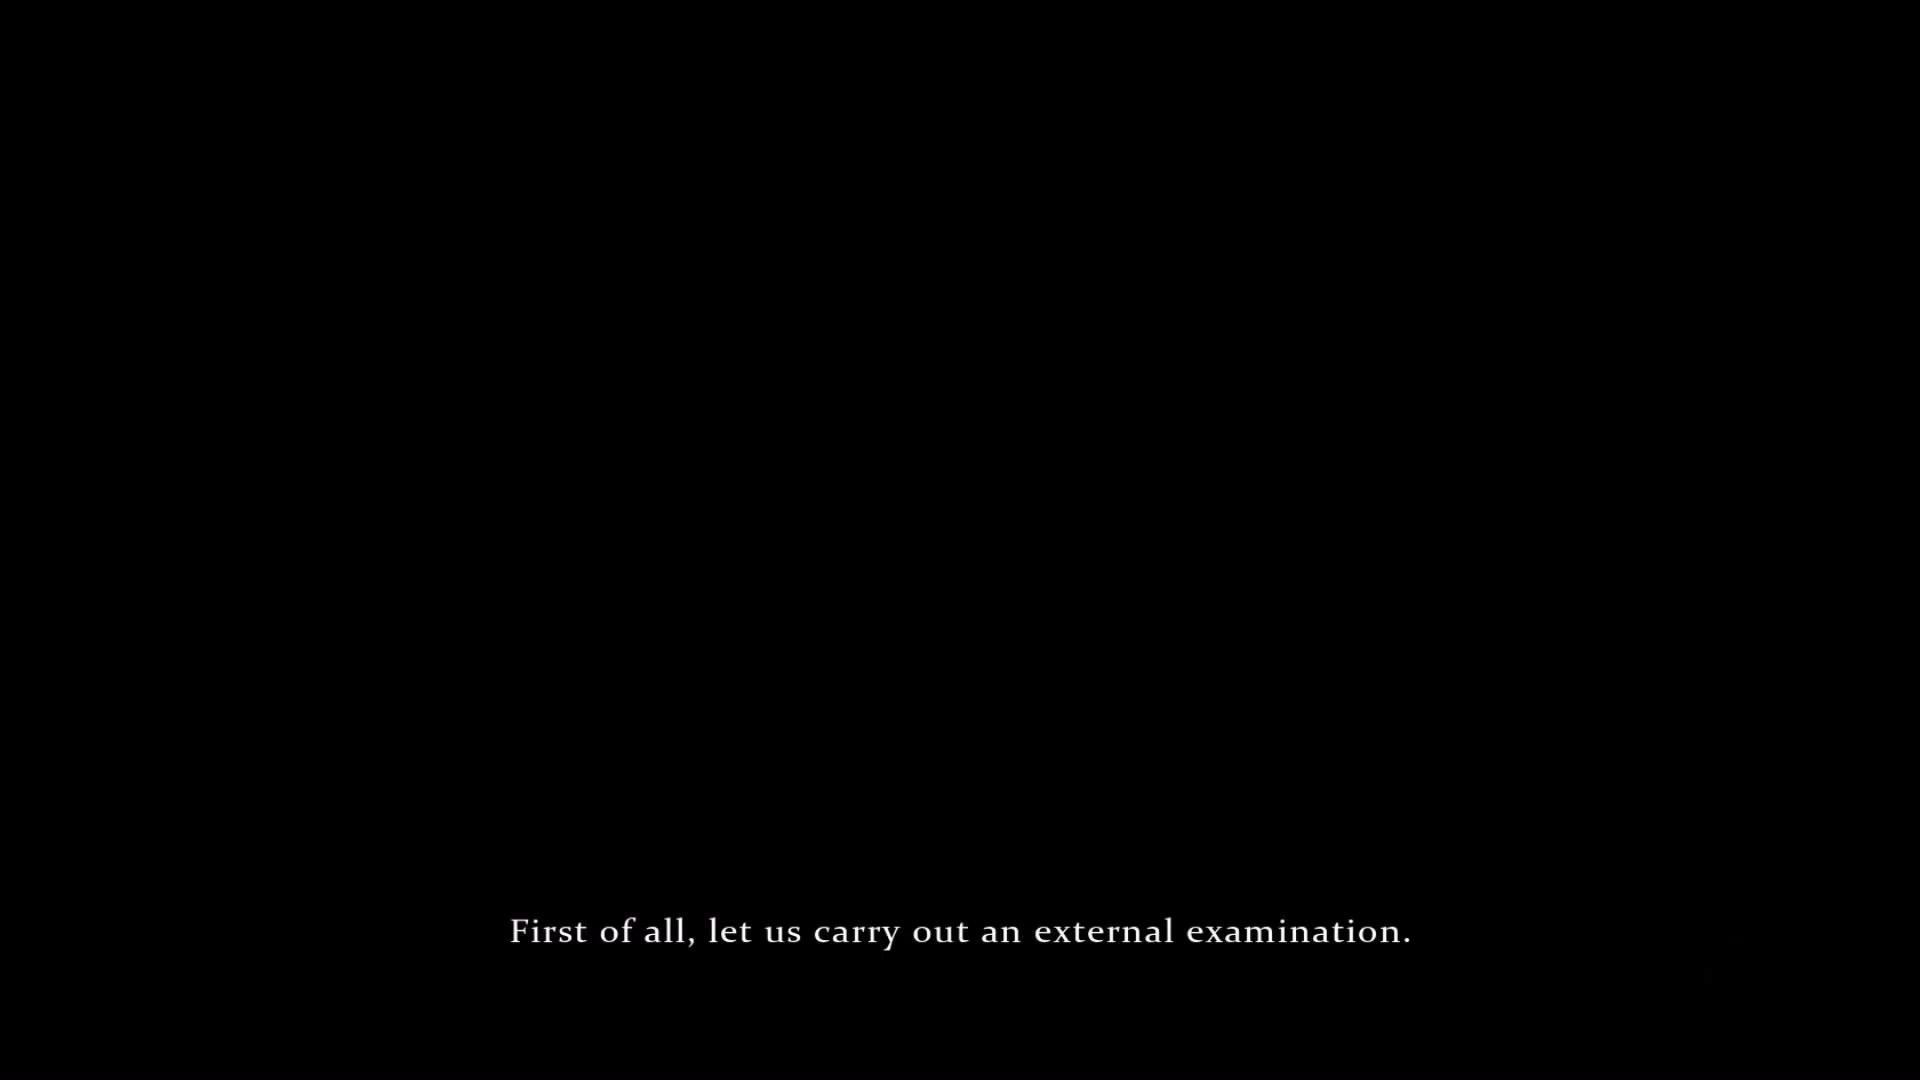 First of all, let us carry out an external examination.